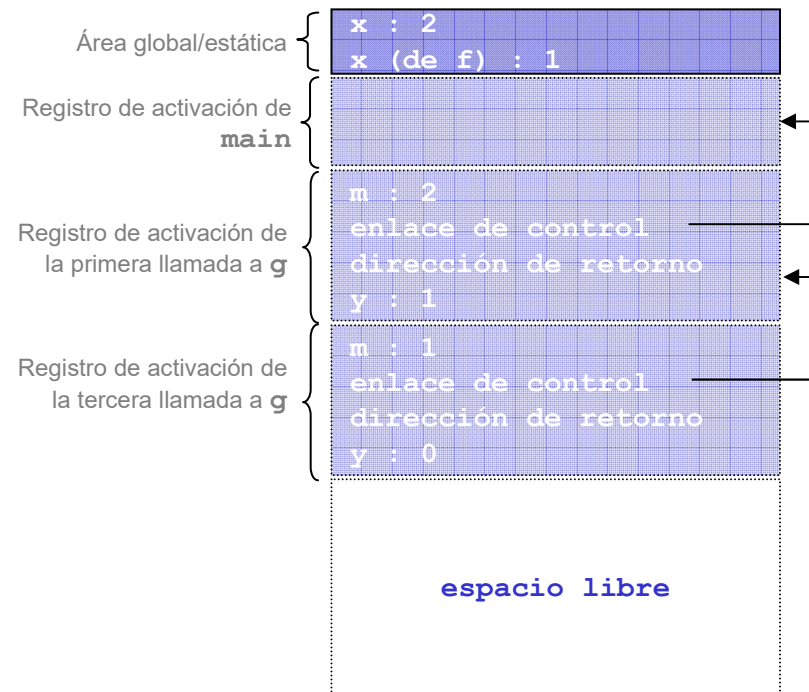 Área global/estática
x : 2
x (de f) : 1
Registro de activación de
main
Registro de activación de
la primera llamada a g
m : 2
enlace de control
dirección de retorno
y : 1
Registro de activación de
la tercera llamada a g
m : 1
enlace de control
dirección de retorno
y : 0
espacio libre